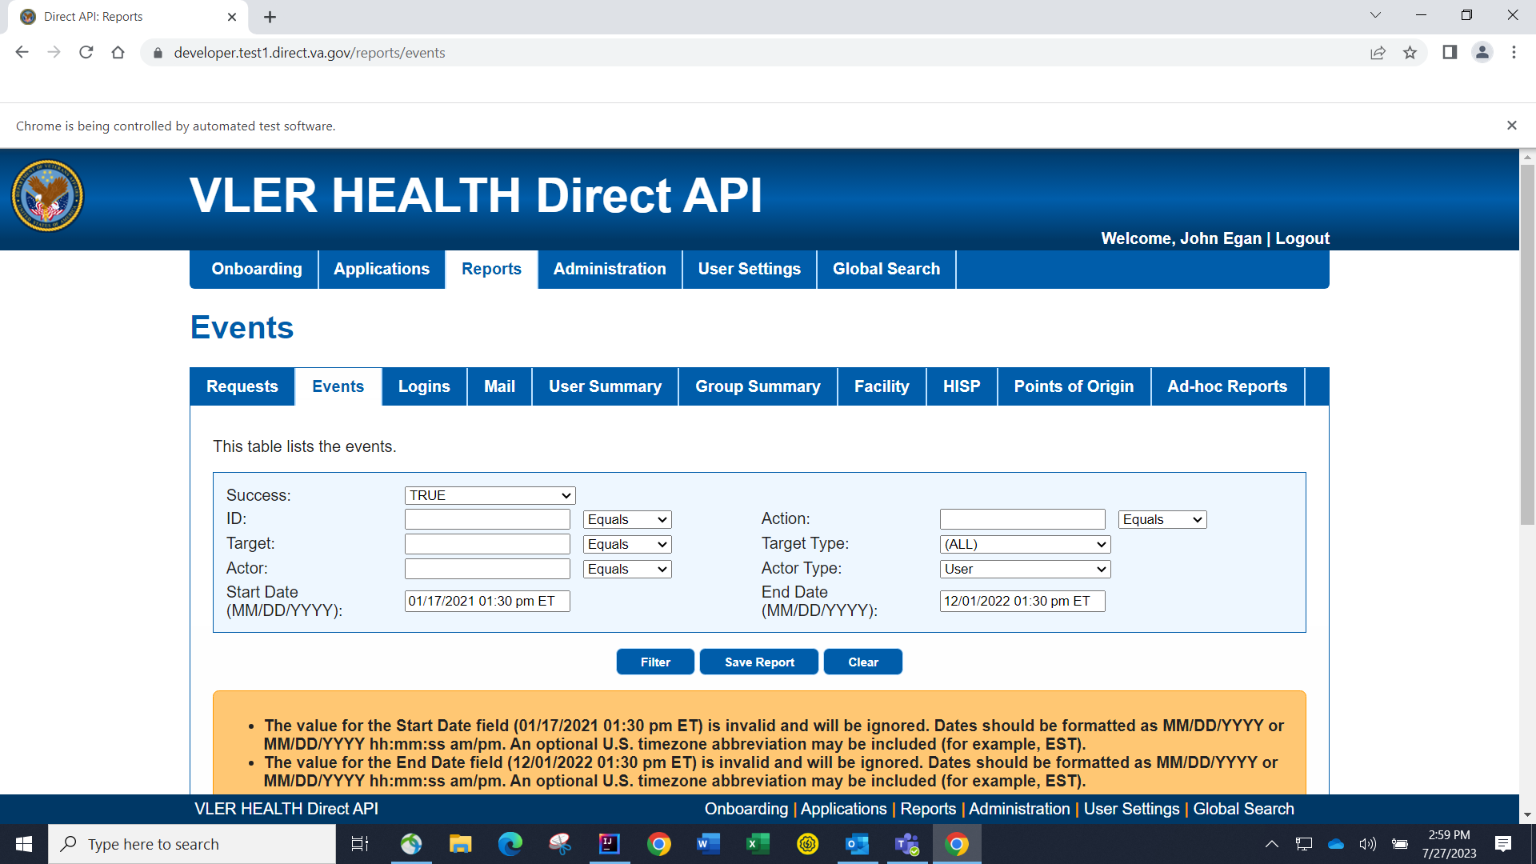 Direct API: Reports
developer.test1.direct.va.gov/reports/events
Chrome is being controlled by automated test software.
VLER HEALTH Direct API
Welcome, John Egan | Logout
Onboarding Applications Reports Administration User Settings Global Search
Events
Requests Events Logins Mail User Summary Group Summary Facility HISP Points of Origin Ad-hoc Reports
This table lists the events.
Success: TRUE
ID: Equals Action: Equals
Target: Equals Target Type: (ALL)
Actor: Equals Actor Type: User
Start Date (MM/DD/YYYY): 01/17/2021 01:30 pm ET End Date (MM/DD/YYYY): 12/01/2022 01:30 pm ET
Filter Save Report Clear
• The value for the Start Date field (01/17/2021 01:30 pm ET) is invalid and will be ignored. Dates should be formatted as MM/DD/YYYY or
MM/DD/YYYY hh:mm:ss am/pm. An optional U.S. timezone abbreviation may be included (for example, EST).
• The value for the End Date field (12/01/2022 01:30 pm ET) is invalid and will be ignored. Dates should be formatted as MM/DD/YYYY or
MM/DD/YYYY hh:mm:ss am/pm. An optional U.S. timezone abbreviation may be included (for example, EST).
VLER HEALTH Direct API Onboarding | Applications | Reports | Administration | User Settings | Global Search
Type here to search
2:59 PM
7/27/2023